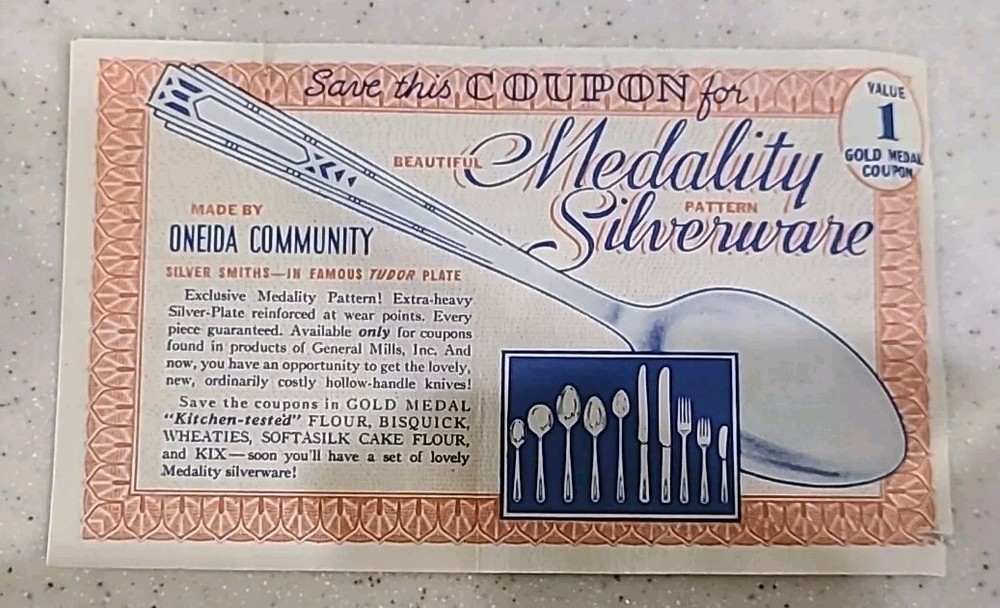 Save this COUPON for
VALUE
1
GOLD MEDAL
COUPON
BEAUTIFUL Medality
PATTERN
Silverware
MADE BY
ONEIDA COMMUNITY
SILVER SMITHS—IN FAMOUS TUDOR PLATE
Exclusive Medality Pattern! Extra-heavy
Silver-Plate reinforced at wear points. Every
piece guaranteed. Available only for coupons
found in products of General Mills, Inc. And
now, you have an opportunity to get the lovely,
new, ordinarily costly hollow-handle knives!
Save the coupons in GOLD MEDAL
"Kitchen-tested" FLOUR, BISQUICK,
WHEATIES, SOFTASILK CAKE FLOUR,
and KIX—soon you'll have a set of lovely
Medality silverware!